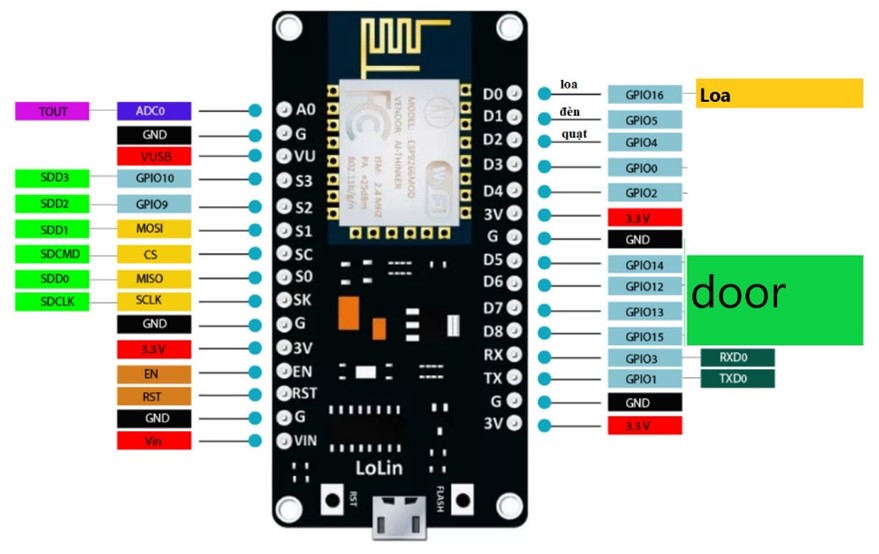 TOUT ADC0 A0
GND G
VUSB VU
SDD3 GPIO10 S3
SDD2 GPIO9 S2
SDD1 MOSI S1
SDCMD CS SC
SDD0 MISO S0
SDCLK SCLK SK
GND G
3.3 V 3V
EN EN
RST RST
GND G
Vin VIN
MODEL: ESP8266MOD
VENDOR: AI-THINKER
ISM: 2.4 MHZ
PA +25dBm
802.11b/g/n
WiFi
D0 loa GPIO16 Loa
D1 đèn GPIO5
D2 quạt GPIO4
D3 GPIO0
D4 GPIO2
3V 3.3 V
G GND
D5 GPIO14
D6 GPIO12
door
D7 GPIO13
D8 GPIO15
RX GPIO3 RXD0
TX GPIO1 TXD0
G GND
3V 3.3 V
LoLin
RST
FLASH